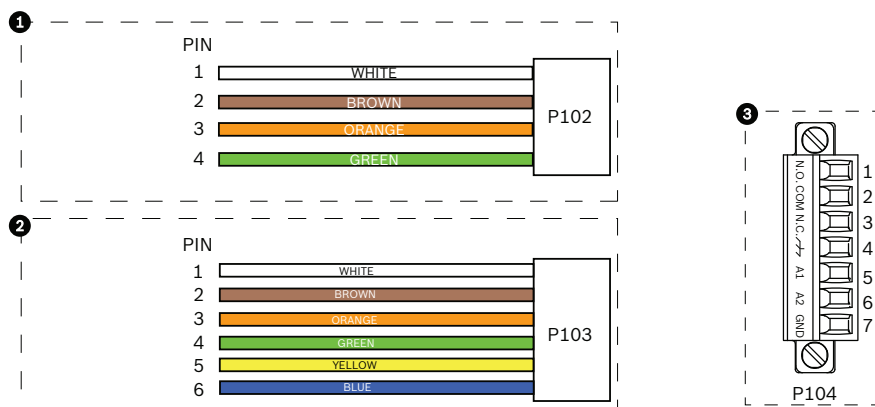 1
PIN
1 WHITE
2 BROWN
3 ORANGE
4 GREEN
P102
2
PIN
1 WHITE
2 BROWN
3 ORANGE
4 GREEN
5 YELLOW
6 BLUE
P103
3
N.O. COM N.C. A1 A2 GND
1
2
3
4
5
6
7
P104